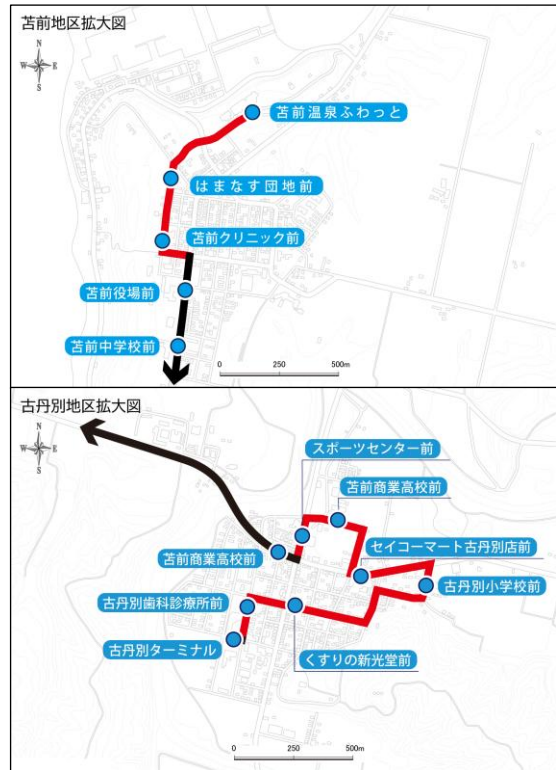 苫前地区拡大図
N
W E
S
苫前温泉ふわっと
はまなす団地前
苫前クリニック前
苫前役場前
苫前中学校前
0 250 500m
古丹別地区拡大図
N
W E
S
スポーツセンター前
苫前商業高校前
苫前商業高校前
セイコーマート古丹別店前
古丹別小学校前
古丹別歯科診療所前
古丹別ターミナル
くすりの新光堂前
0 250 500m